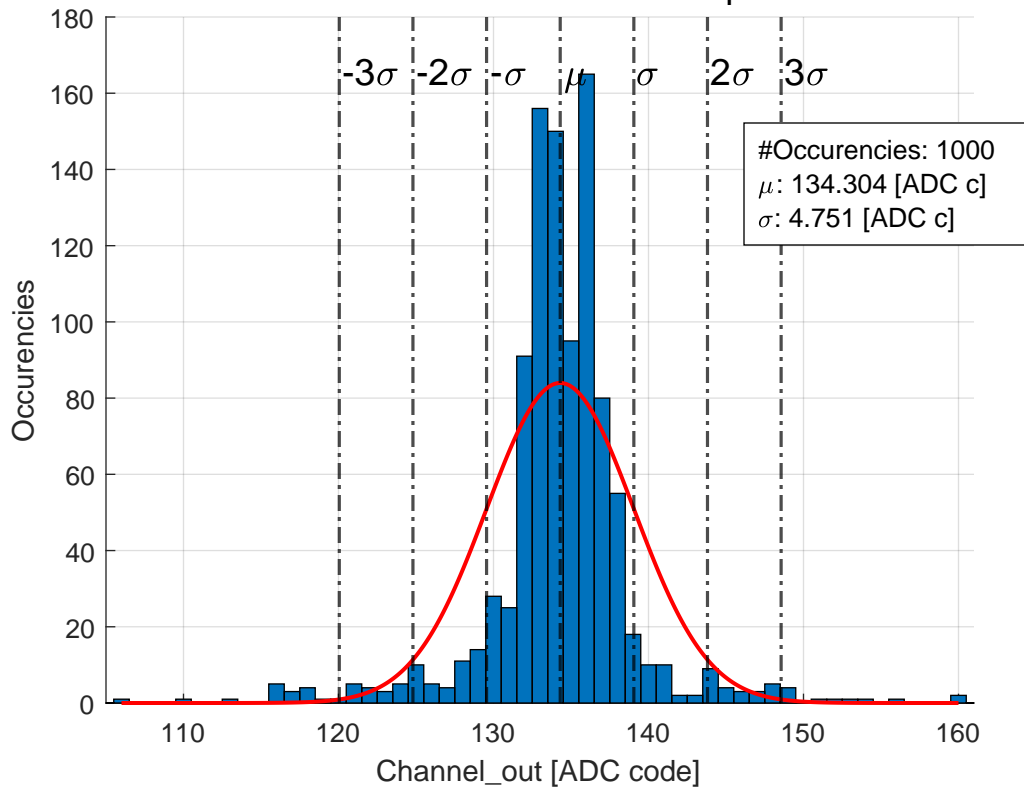 180
160
140
120
100
80
60
40
20
0
-3σ -2σ -σ μ σ 2σ 3σ
#Occurencies: 1000
μ: 134.304 [ADC c]
σ: 4.751 [ADC c]
Occurencies
110 120 130 140 150 160
Channel_out [ADC code]